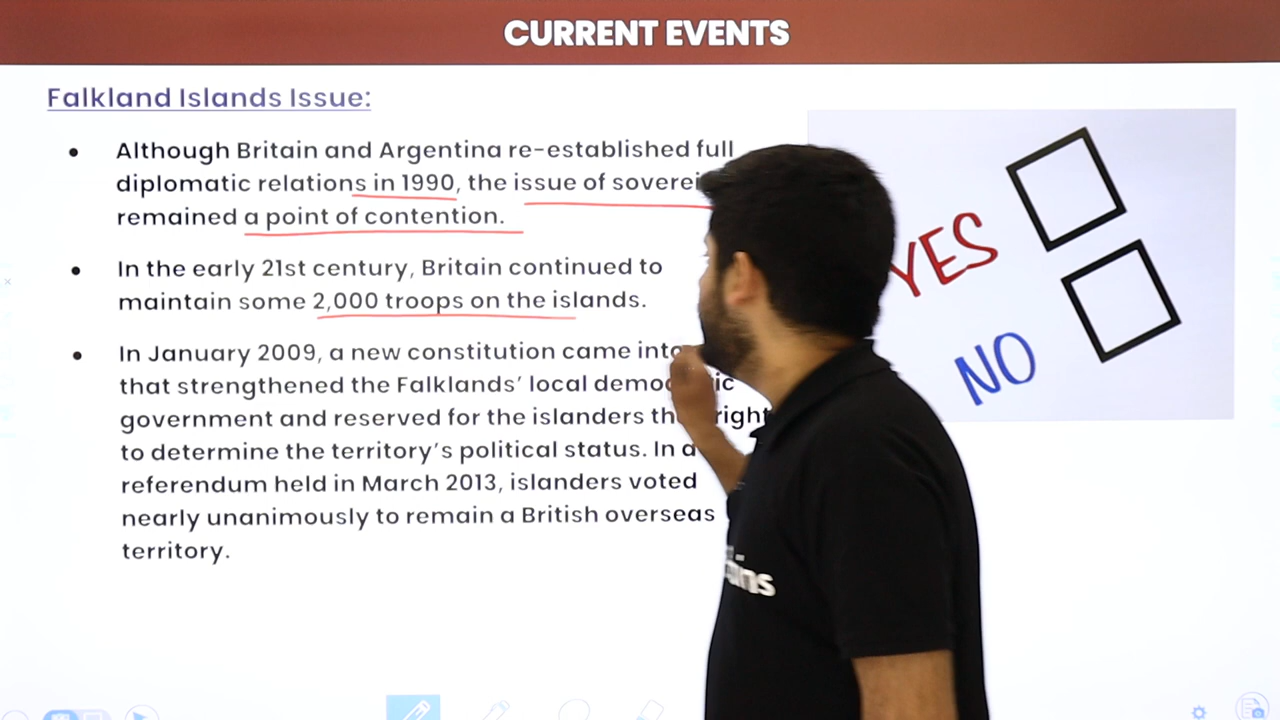 CURRENT EVENTS
Falkland Islands Issue:
Although Britain and Argentina re-established full
diplomatic relations in 1990, the issue of
remained a point of contention.
In the early 21st century, Britain continued to
maintain some 2,000 troops on the islands.
In January 2009, a new constitution came into
that strengthened the Falklands' local
government and reserved for the islanders right
to determine the territory's political status. In a
referendum held in March 2013, islanders voted
nearly unanimously to remain a British overseas
territory.
YES
NO